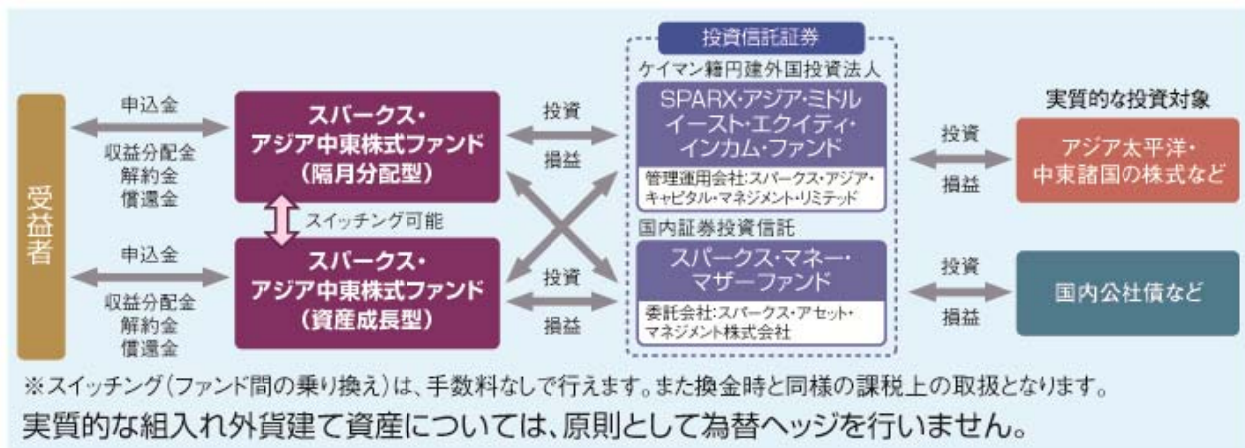 投資信託証券
ケイマン籍円建外国投資法人
受益者
申込金
収益分配金
解約金
償還金
スパークス・
アジア中東株式ファンド
(隔月分配型)
投資
損益
SPARX・アジア・ミドル
イースト・エクイティ・
インカム・ファンド
管理運用会社:スパークス・アジア・
キャピタル・マネジメント・リミテッド
投資
損益
実質的な投資対象
アジア太平洋・
中東諸国の株式など
スイッチング可能
申込金
収益分配金
解約金
償還金
スパークス・
アジア中東株式ファンド
(資産成長型)
投資
損益
国内証券投資信託
スパークス・マネー・
マザーファンド
委託会社:スパークス・アセット・
マネジメント株式会社
投資
損益
国内公社債など
※スイッチング(ファンド間の乗り換え)は、手数料なしで行えます。また換金時と同様の課税上の取扱となります。
実質的な組入れ外貨建て資産については、原則として為替ヘッジを行いません。